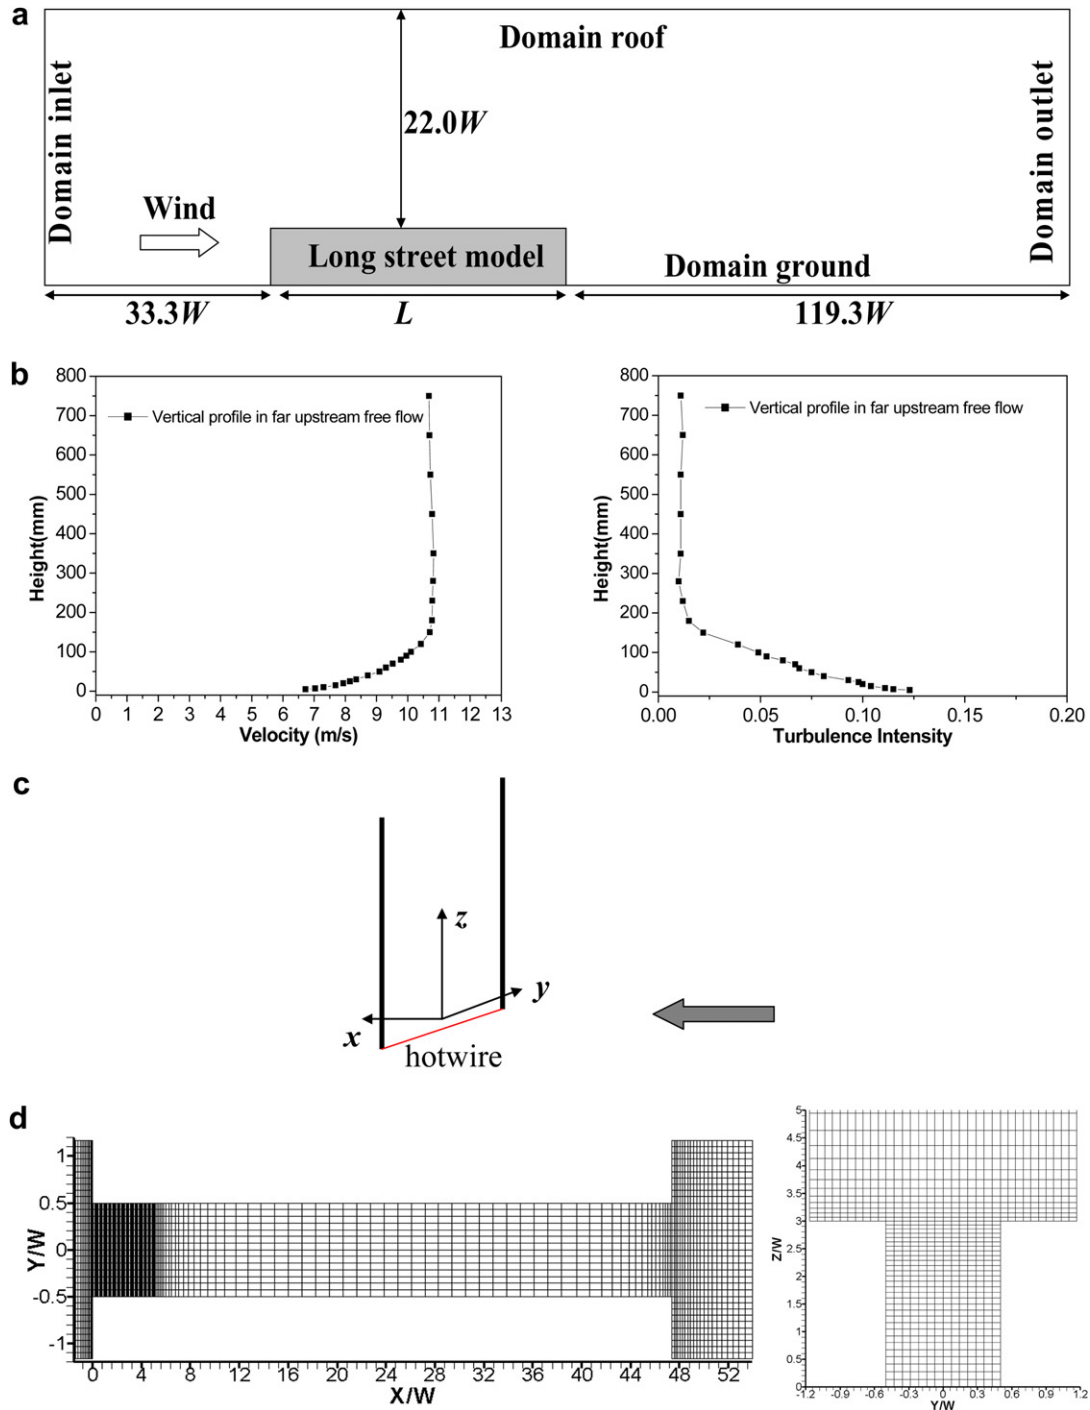 a
Domain roof
Domain inlet
22.0W
Domain outlet
Wind
Long street model
Domain ground
33.3W
L
119.3W
b
800
700
600
500
400
300
200
100
0
Height(mm)
Vertical profile in far upstream free flow
0 1 2 3 4 5 6 7 8 9 10 11 12 13
Velocity (m/s)
800
700
600
500
400
300
200
100
0
Height(mm)
Vertical profile in far upstream free flow
0.00 0.05 0.10 0.15 0.20
Turbulence Intensity
c
z
y
x
hotwire
d
1
0.5
0
-0.5
-1
Y/W
0 4 8 12 16 20 24 28 32 36 40 44 48 52
X/W
5
4.5
4
3.5
3
2.5
2
1.5
1
0.5
0
Z/W
-1.2 -0.9 -0.6 -0.3 0 0.3 0.6 0.9 1.2
Y/W